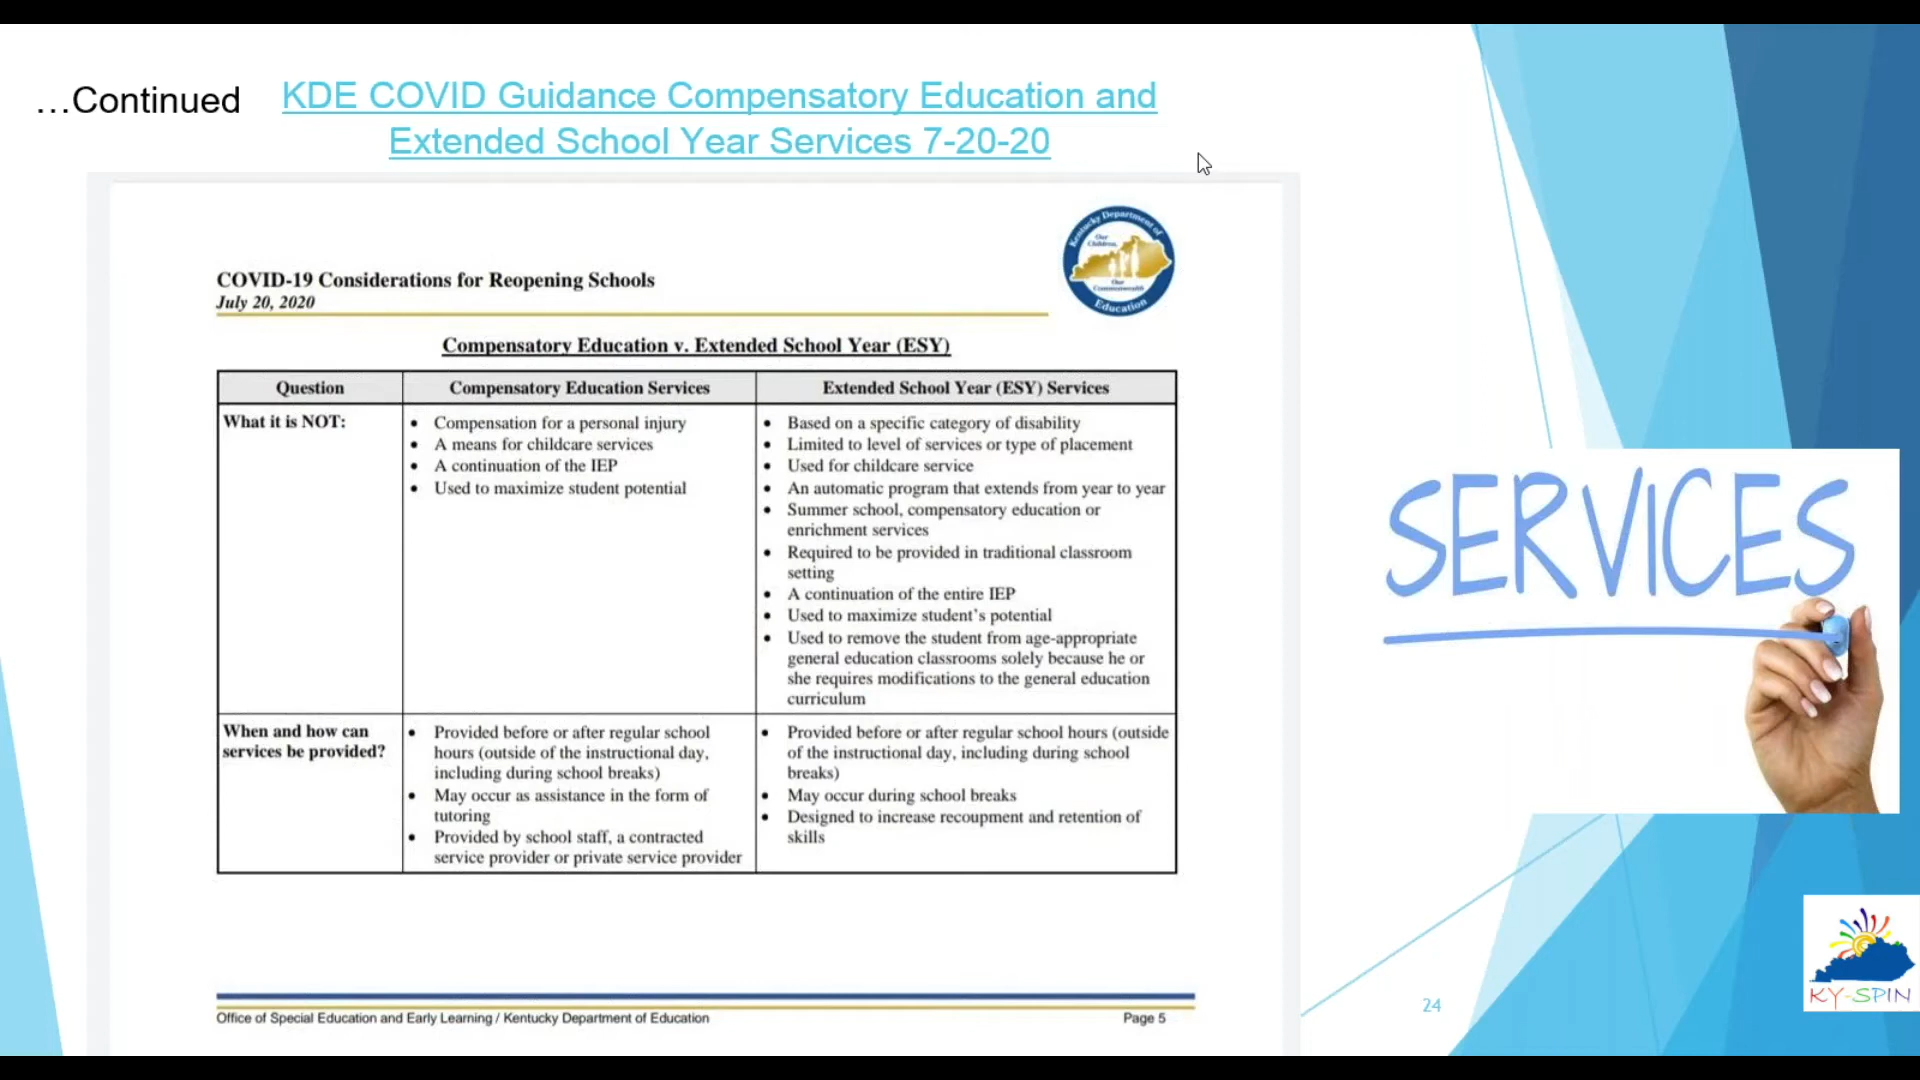 …Continued
KDE COVID Guidance Compensatory Education and
Extended School Year Services 7-20-20
Kentucky Department of
Our
Children,
Our
Commonwealth
Education
COVID-19 Considerations for Reopening Schools
July 20, 2020
Compensatory Education v. Extended School Year (ESY)
Question
Compensatory Education Services
Extended School Year (ESY) Services
What it is NOT:
• Compensation for a personal injury
• A means for childcare services
• A continuation of the IEP
• Used to maximize student potential
• Based on a specific category of disability
• Limited to level of services or type of placement
• Used for childcare service
• An automatic program that extends from year to year
• Summer school, compensatory education or
enrichment services
• Required to be provided in traditional classroom
setting
• A continuation of the entire IEP
• Used to maximize student’s potential
• Used to remove the student from age-appropriate
general education classrooms solely because he or
she requires modifications to the general education
curriculum
When and how can
services be provided?
• Provided before or after regular school
hours (outside of the instructional day,
including during school breaks)
• May occur as assistance in the form of
tutoring
• Provided by school staff, a contracted
service provider or private service provider
• Provided before or after regular school hours (outside
of the instructional day, including during school
breaks)
• May occur during school breaks
• Designed to increase recoupment and retention of
skills
Office of Special Education and Early Learning / Kentucky Department of Education
Page 5
SERVICES
24
KY-SPIN